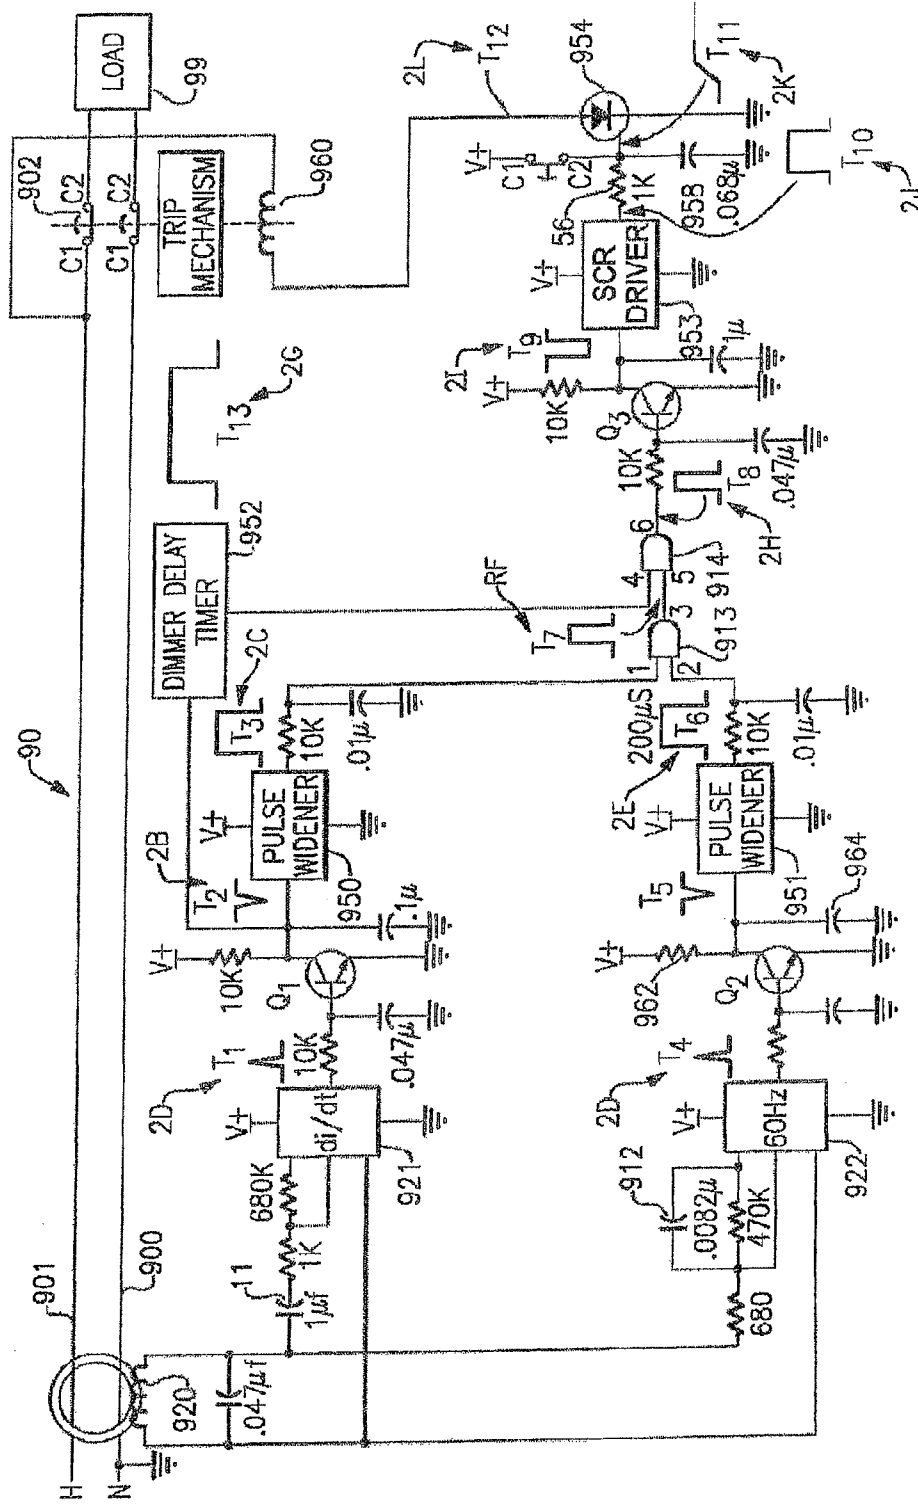 H
N
901
900
920
.047µf
90
902
C1
C2
C1
C2
LOAD
99
TRIP
MECHANISM
960
11
1µf
1K
680K
di/dt
921
V+
2D
T1
10K
.047µ
Q1
V+
10K
2B
T2
.1µ
V+
PULSE
WIDENER
950
T3
2C
10K
.01µ
DIMMER DELAY
TIMER
952
T13
2G
680
912
.0082µ
470K
60Hz
922
V+
2D
T4
Q2
V+
962
964
T5
V+
PULSE
WIDENER
951
2E
200µS
T6
10K
.01µ
1
2
3
913
T7
RF
4
5
6
914
T8
2H
10K
.047µ
Q3
V+
10K
2I
T9
.1µ
V+
SCR
DRIVER
953
56
1K
958
.068µ
V+
C1
C2
T10
2J
T11
2K
954
2L
T12